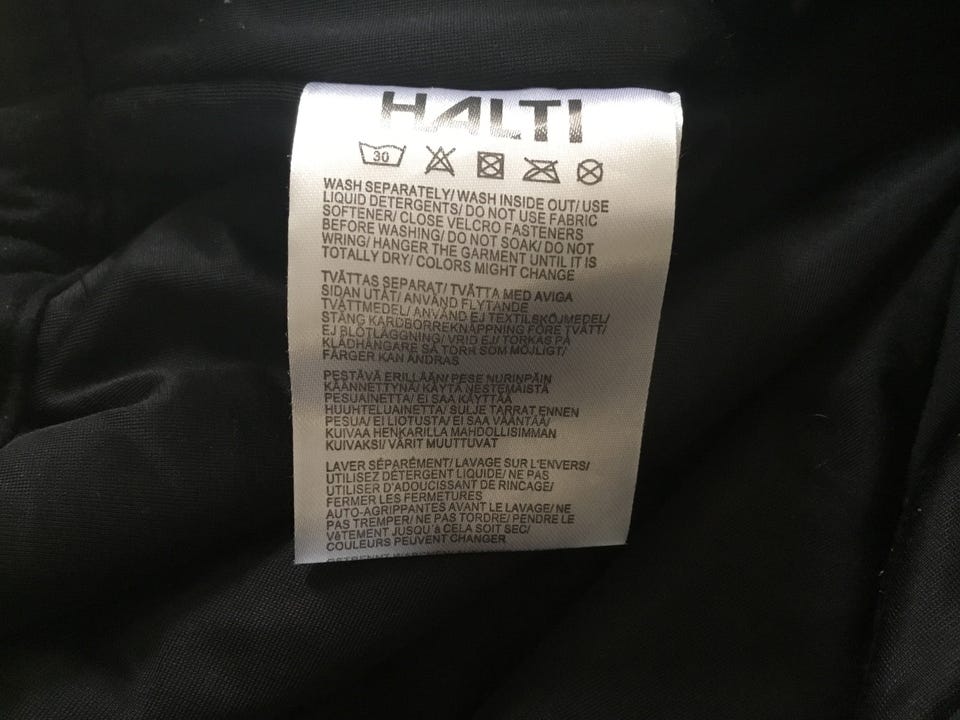 HALTI
30
WASH SEPARATELY/ WASH INSIDE OUT/ USE
LIQUID DETERGENTS/ DO NOT USE FABRIC
SOFTENER/ CLOSE VELCRO FASTENERS
BEFORE WASHING/ DO NOT SOAK/ DO NOT
WRING/ HANGER THE GARMENT UNTIL IT IS
TOTALLY DRY/ COLORS MIGHT CHANGE
TVÄTTAS SEPARAT/ TVÄTTA MED AVIGA
SIDAN UTÅT/ ANVÄND FLYTANDE
TVÄTTMEDEL/ ANVÄND EJ TEXTILSKÖJMEDEL/
STÄNG KARDBORREKNÄPPNING FÖRE TVÄTT/
EJ BLÖTLÄGGNING/ VRID EJ/ TORKAS PÅ
KLÄDHÄNGARE SÅ TORR SOM MÖJLIGT/
FÄRGER KAN ÄNDRAS
PESTÄVÄ ERILLÄÄN/ PESE NURINPÄIN
KÄÄNNETTYNÄ/ KÄYTÄ NESTEMÄISTÄ
PESUAINETTA/ EI SAA KÄYTTÄÄ
HUUHTELUAINETTA/ SULJE TARRAT ENNEN
PESUA/ EI LIOTUSTA/ EI SAA VÄÄNTÄÄ/
KUIVAA HENKARILLA MAHDOLLISIMMAN
KUIVAKSI/ VÄRIT MUUTTUVAT
LAVER SÉPARÉMENT/ LAVAGE SUR L'ENVERS/
UTILISEZ DÉTERGENT LIQUIDE/ NE PAS
UTILISER D'ADOUCISSANT DE RINCAGE/
FERMER LES FERMETURES
AUTO-AGRIPPANTES AVANT LE LAVAGE/ NE
PAS TREMPER/ NE PAS TORDRE/ PENDRE LE
VêTEMENT JUSQU'à CELA SOIT SEC/
COULEURS PEUVENT CHANGER